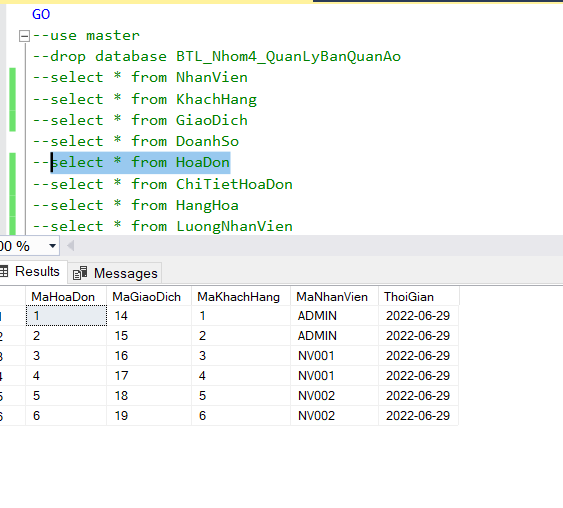 GO
--use master
--drop database BTL_Nhom4_QuanLyBanQuanAo
--select * from NhanVien
--select * from KhachHang
--select * from GiaoDich
--select * from DoanhSo
--select * from HoaDon
--select * from ChiTietHoaDon
--select * from HangHoa
--select * from LuongNhanVien
00 %
Results Messages
MaHoaDon MaGiaoDich MaKhachHang MaNhanVien ThoiGian
1 1 14 1 ADMIN 2022-06-29
2 2 15 2 ADMIN 2022-06-29
3 3 16 3 NV001 2022-06-29
4 4 17 4 NV001 2022-06-29
5 5 18 5 NV002 2022-06-29
6 6 19 6 NV002 2022-06-29